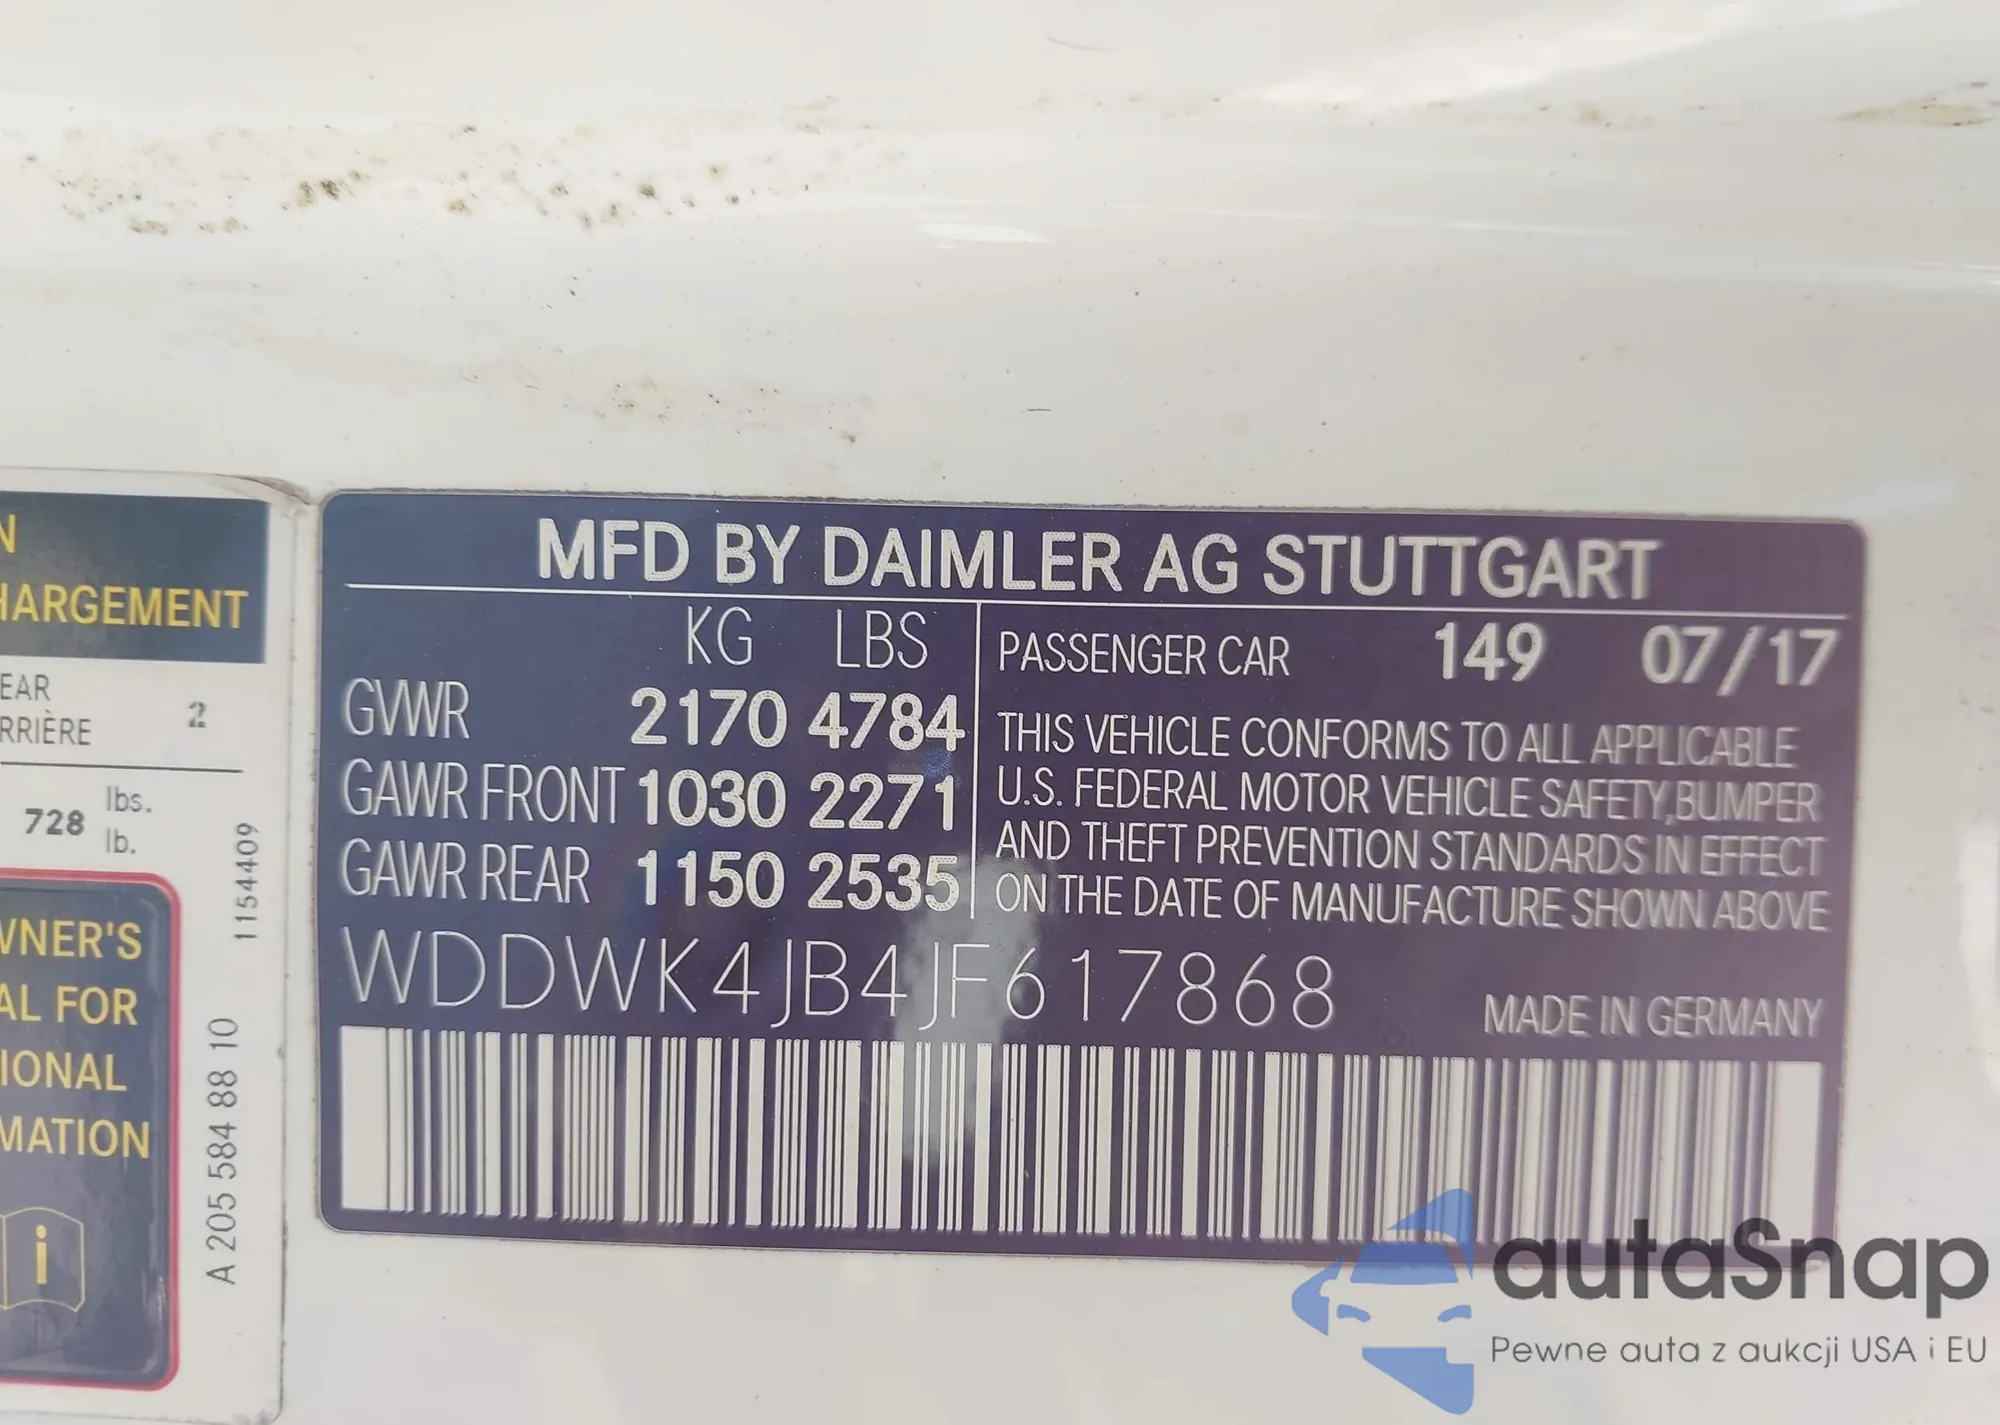 N
HARGEMENT
EAR
RRIÈRE
2
728
lbs.
lb.
WNER'S
AL FOR
IONAL
MATION
i
1154409
A 205 584 88 10
MFD BY DAIMLER AG STUTTGART
KG LBS
GVWR 2170 4784
GAWR FRONT 1030 2271
GAWR REAR 1150 2535
PASSENGER CAR 149 07/17
THIS VEHICLE CONFORMS TO ALL APPLICABLE
U.S. FEDERAL MOTOR VEHICLE SAFETY,BUMPER
AND THEFT PREVENTION STANDARDS IN EFFECT
ON THE DATE OF MANUFACTURE SHOWN ABOVE
WDDWK4JB4JF617868
MADE IN GERMANY
autaSnap
Pewne auta z aukcji USA i EU